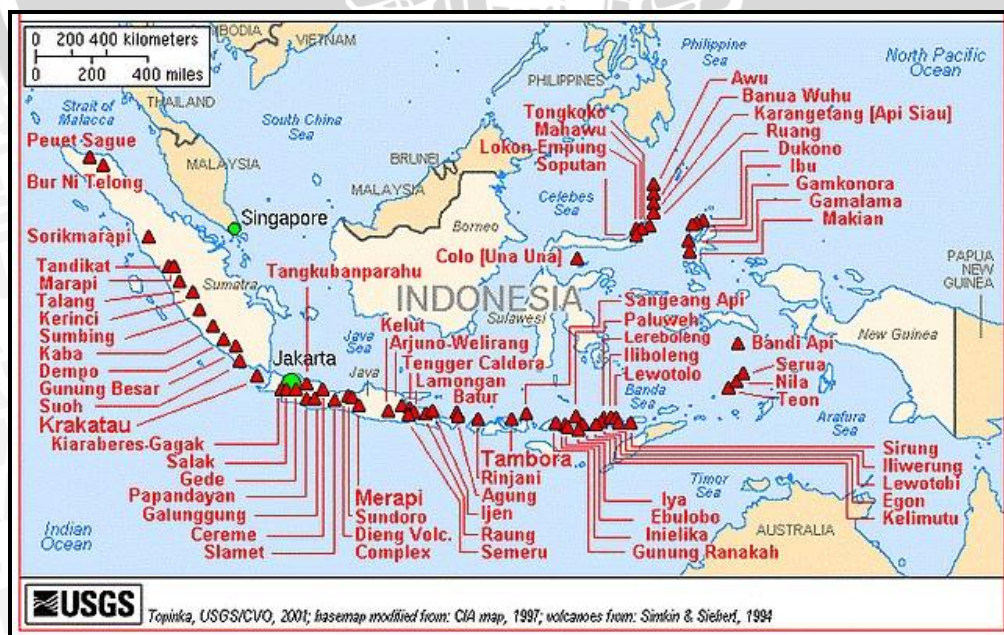 0 200 400 kilometers
0 200 400 miles
VIETNAM
Philippine
Sea
North Pacific
Ocean
PHILIPPINES
THAILAND
Strait of
Malacca
South China
Sea
Awu
Banua Wuhu
Karangetang [Api Siau]
Ruang
Dukono
Ibu
Gamkonora
Gamalama
Makian
Tongkoko
Mahawu
Lokon-Empung
Soputan
Peuet Sague
Bur Ni Telong
MALAYSIA
BRUNEI
MALAYSIA
Celebes
Sea
Singapore
Borneo
Colo [Una Una]
PAPUA
NEW
GUINEA
Sorikmarapi
Tandikat
Marapi
Talang
Kerinci
Sumbing
Kaba
Dempo
Gunung Besar
Suoh
Krakatau
Sumatra
Tangkubanparahu
INDONESIA
Sulawesi
New Guinea
Java
Sea
Jakarta
Java
Kelut
Arjuno-Welirang
Tengger Caldera
Lamongan
Batur
Sangeang Api
Paluweh
Lereboleng
Iliboleng
Lewotolo
Banda
Sea
Bandi Api
Serua
Nila
Teon
Arafura
Sea
Kiaraberes-Gagak
Salak
Gede
Papandayan
Galunggung
Cereme
Slamet
Merapi
Sundoro
Dieng Volc.
Complex
Tambora
Rinjani
Agung
Ijen
Raung
Semeru
Iya
Ebulobo
Inielika
Gunung Ranakah
Timor
Sea
Sirung
Iliwerung
Lewotobi
Egon
Kelimutu
AUSTRALIA
Indian
Ocean
USGS
Topinka, USGS/CVO, 2001; basemap modified from: CIA map, 1997; volcanoes from: Simkin & Siebert, 1994